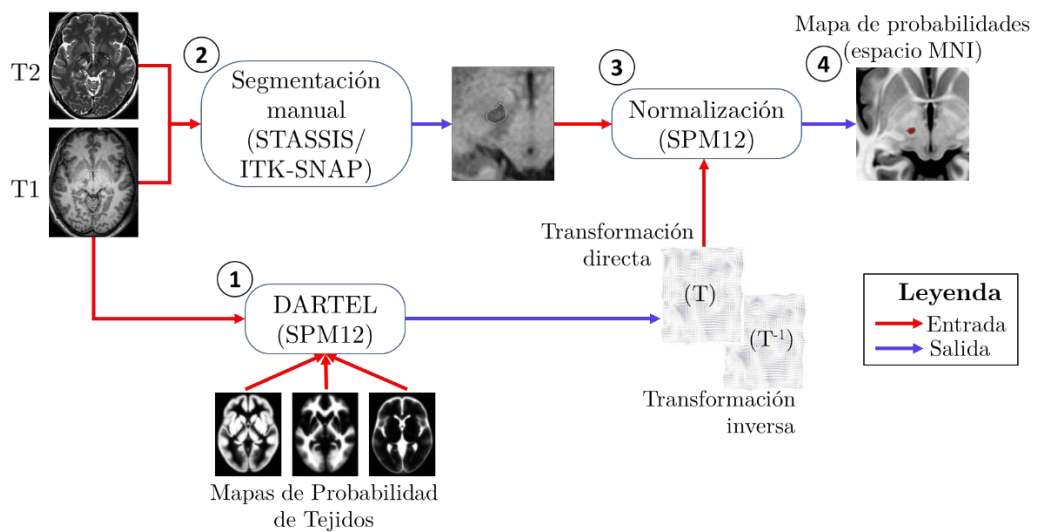 T2
T1
2
Segmentación
manual
(STASSIS/
ITK-SNAP)
3
Normalización
(SPM12)
Mapa de probabilidades
4 (espacio MNI)
Transformación
directa
(T)
(T-1)
Transformación
inversa
1
DARTEL
(SPM12)
Mapas de Probabilidad
de Tejidos
Leyenda
Entrada
Salida